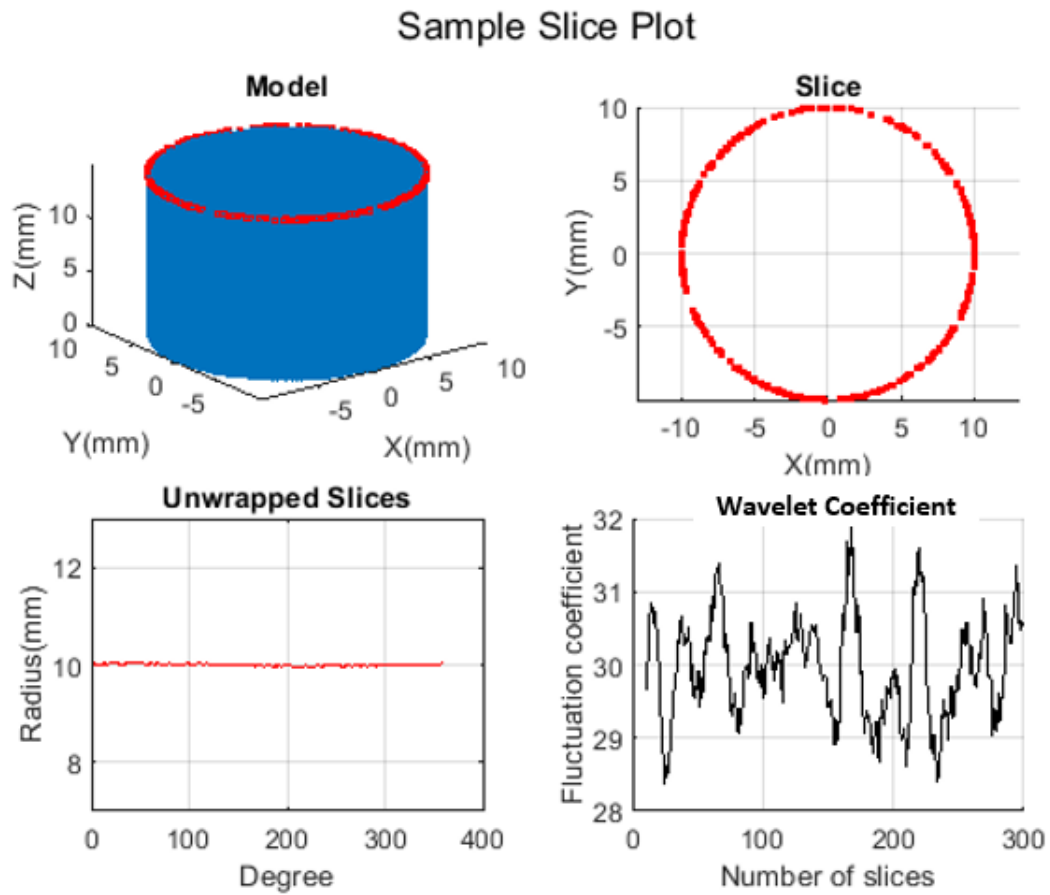 Sample Slice Plot
Model
Z(mm)
10
5
0
10
5
0
-5
Y(mm)
-5
0
5
10
X(mm)
Slice
Y(mm)
10
5
0
-5
-10
-5
0
5
10
X(mm)
Unwrapped Slices
Radius(mm)
12
10
8
0
100
200
300
400
Degree
Wavelet Coefficient
Fluctuation coefficient
32
31
30
29
28
0
100
200
300
Number of slices